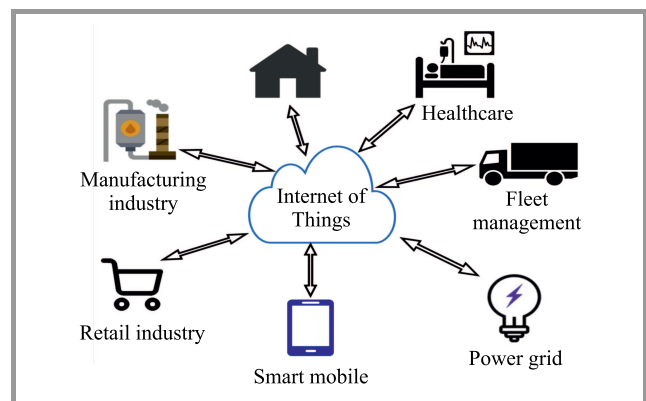 Healthcare
Manufacturing
industry
Internet of
Things
Fleet
management
Retail industry
Smart mobile
Power grid